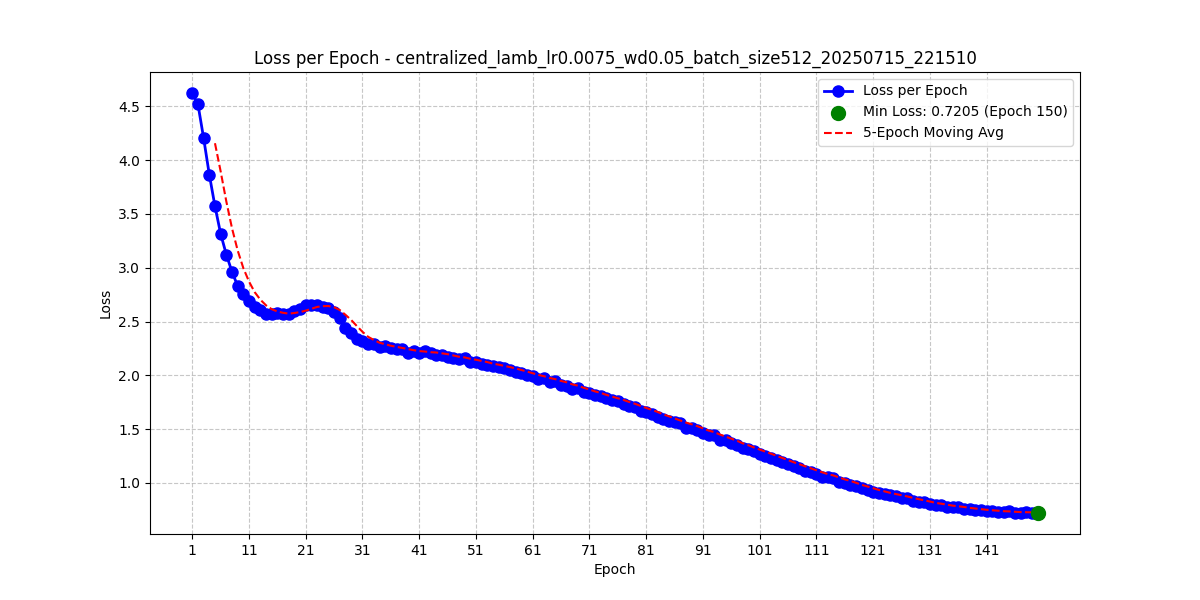 Loss per Epoch - centralized_lamb_lr0.0075_wd0.05_batch_size512_20250715_221510
Loss per Epoch
Min Loss: 0.7205 (Epoch 150)
5-Epoch Moving Avg
Loss
4.5
4.0
3.5
3.0
2.5
2.0
1.5
1.0
1 11 21 31 41 51 61 71 81 91 101 111 121 131 141
Epoch